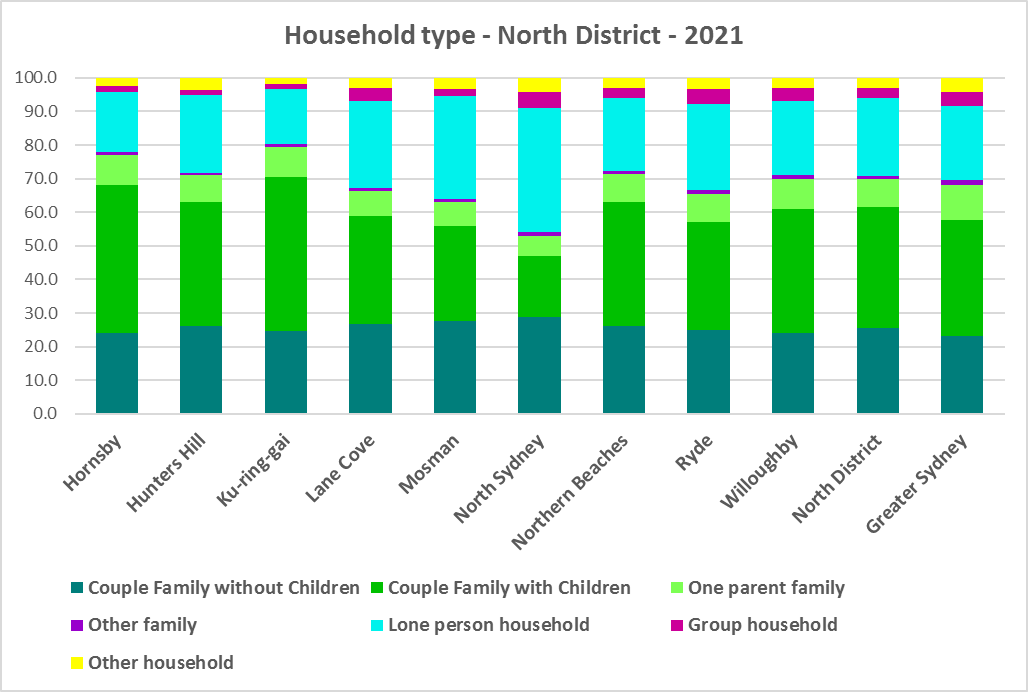 Household type - North District - 2021
100.0
90.0
80.0
70.0
60.0
50.0
40.0
30.0
20.0
10.0
0.0
Hornsby
Hunters Hill
Ku-ring-gai
Lane Cove
Mosman
North Sydney
Northern Beaches
Ryde
Willoughby
North District
Greater Sydney
Couple Family without Children
Couple Family with Children
One parent family
Other family
Lone person household
Group household
Other household